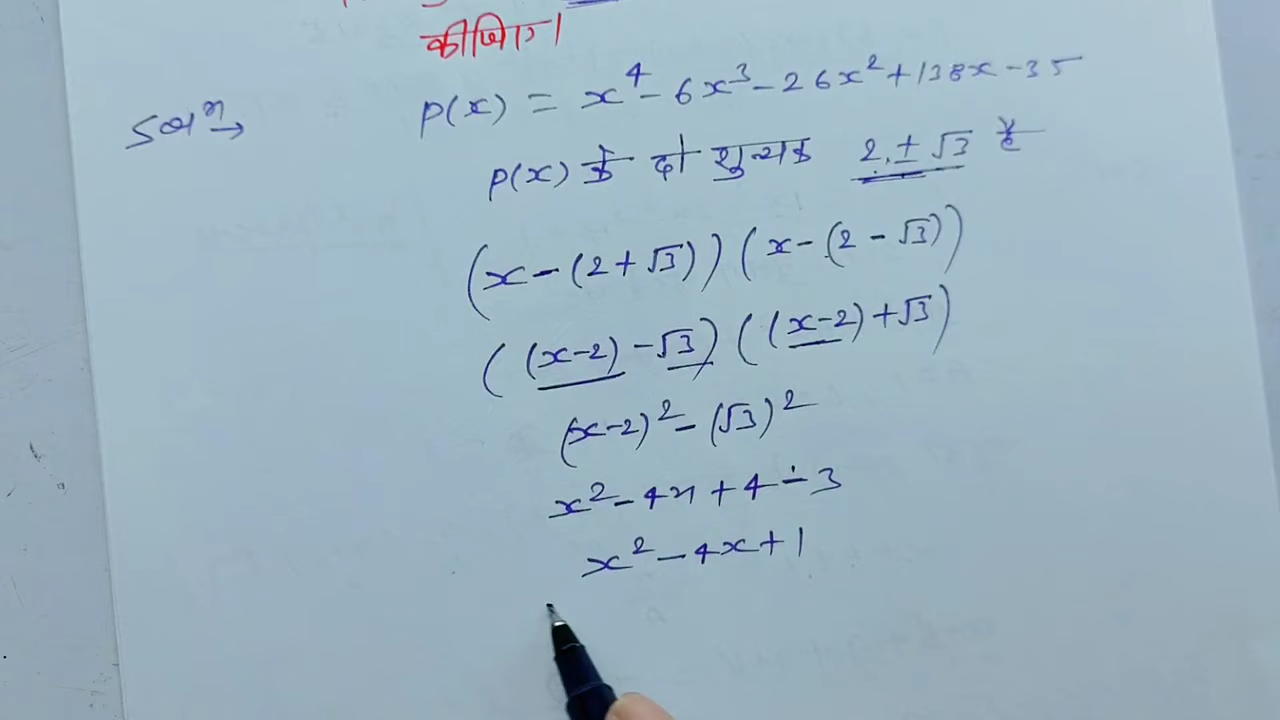 कीजिए।
Solⁿ→
p(x) = x⁴ - 6x³ - 26x² + 138x - 35
p(x) के दो शून्यक 2 ± √3 है
(x - (2 + √3)) (x - (2 - √3))
((x-2) - √3) ((x-2) + √3)
(x-2)² - (√3)²
x² - 4x + 4 - 3
x² - 4x + 1